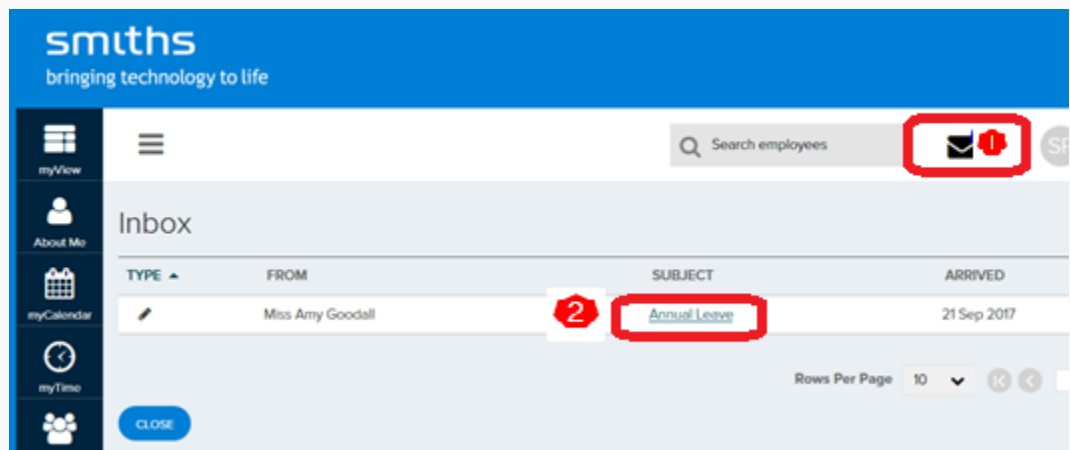 smiths
bringing technology to life
myView
Search employees
1
SF
About Me
Inbox
TYPE FROM SUBJECT ARRIVED
myCalendar
Miss Amy Goodall 2 Annual Leave 21 Sep 2017
myTime
Rows Per Page 10
CLOSE